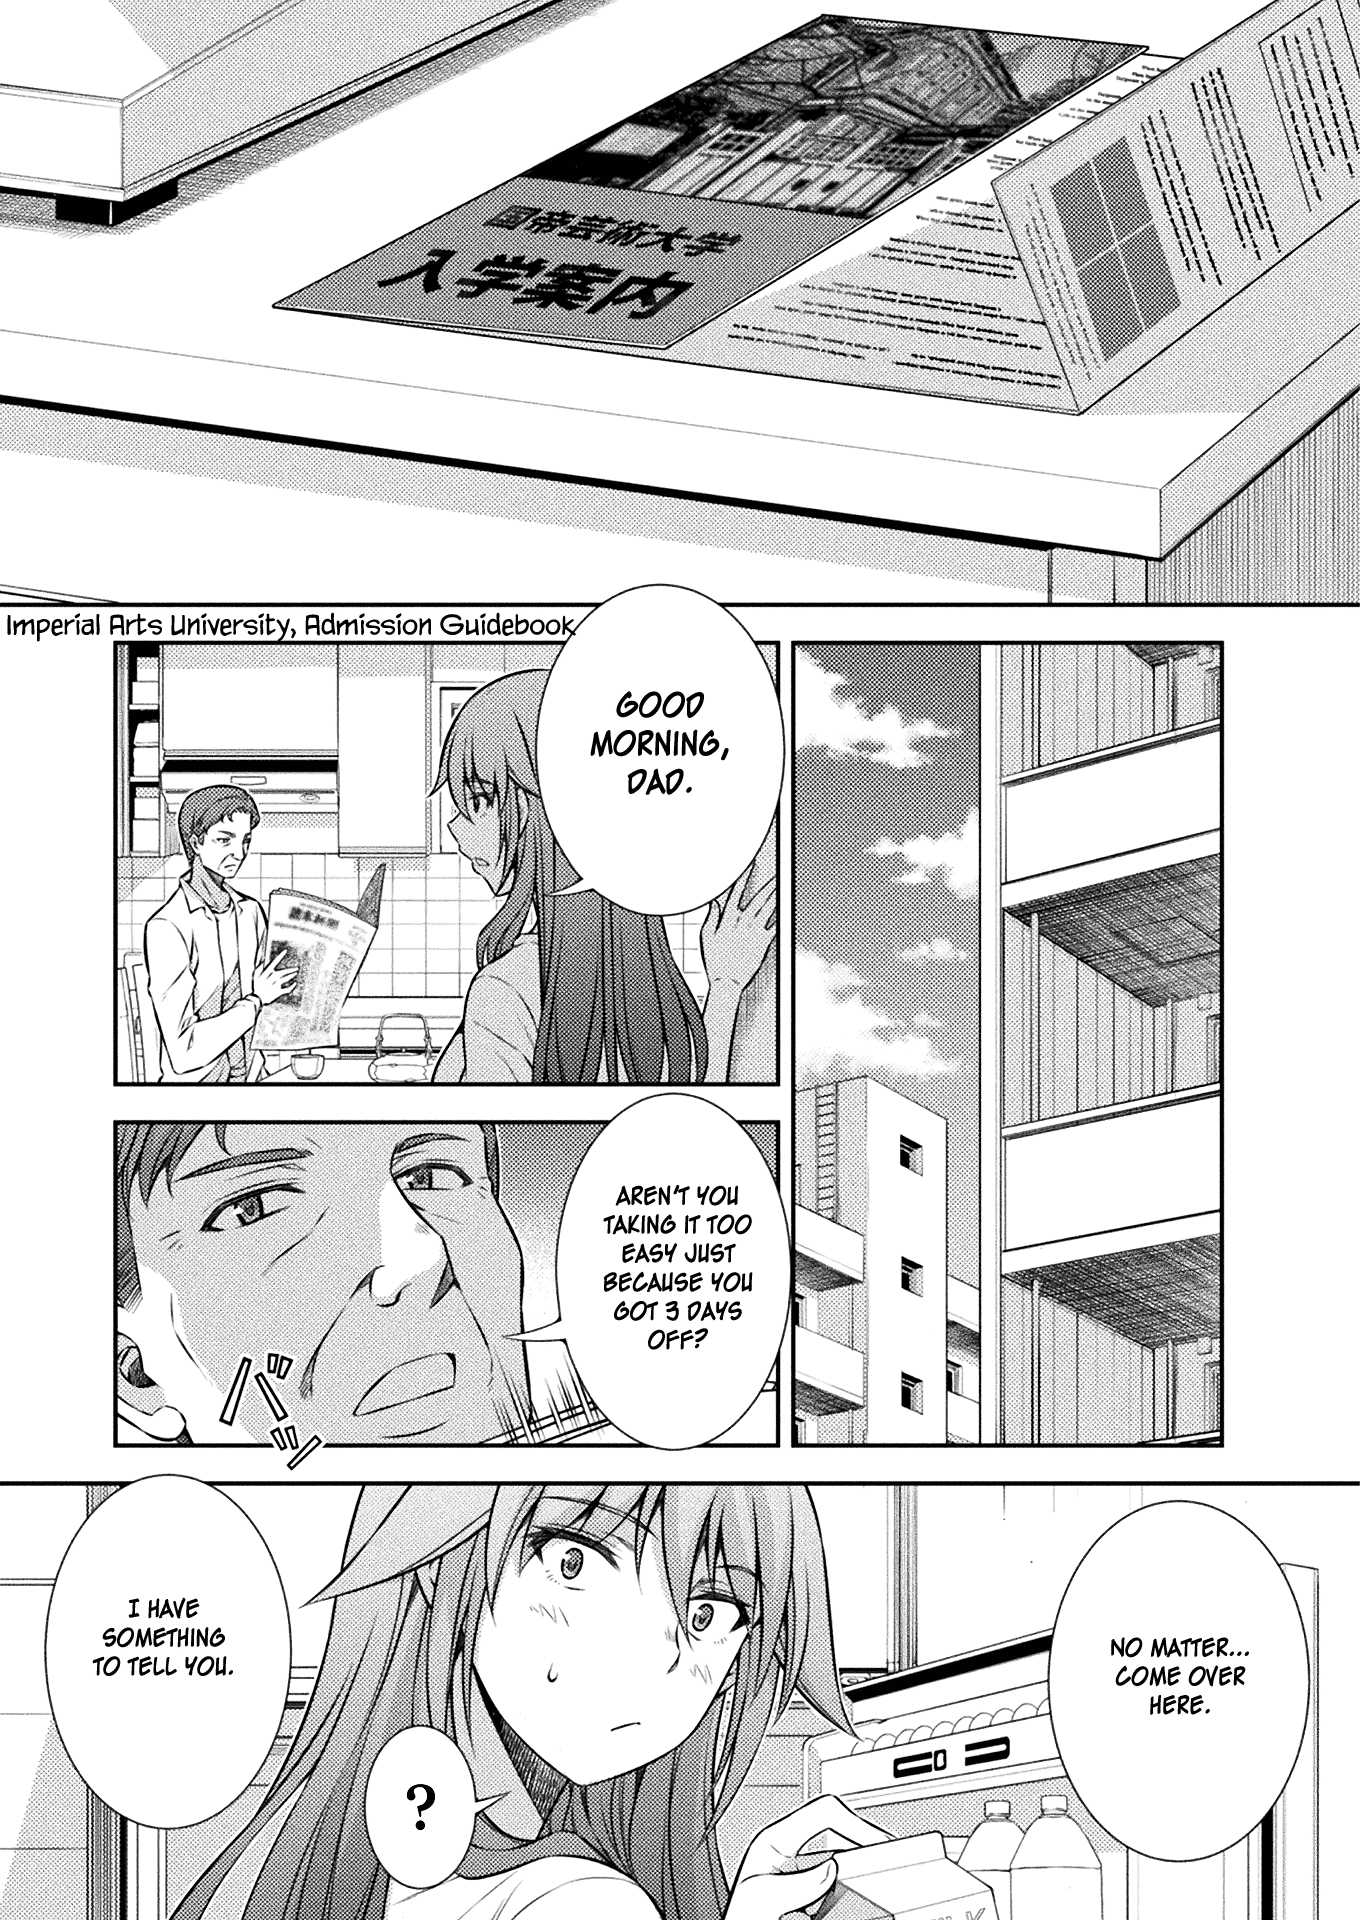 国帝芸術大学
入学案内
Imperial Arts University, Admission Guidebook
GOOD
MORNING,
DAD.
AREN'T YOU
TAKING IT TOO
EASY JUST
BECAUSE YOU
GOT 3 DAYS
OFF?
バサッ
NO MATTER...
COME OVER
HERE.
I HAVE
SOMETHING
TO TELL YOU.
?